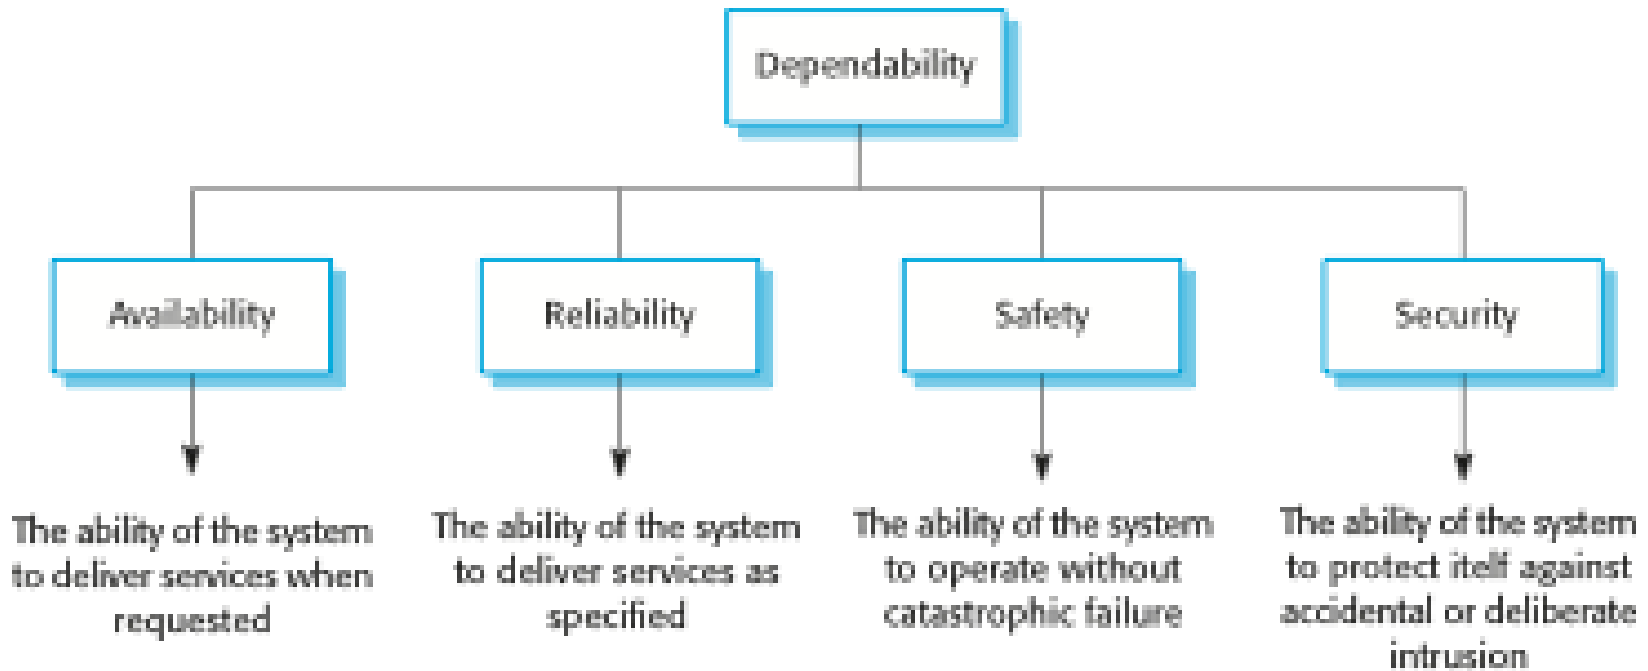 Dependability
Availability
Reliability
Safety
Security
The ability of the system
to deliver services when
requested
The ability of the system
to deliver services as
specified
The ability of the system
to operate without
catastrophic failure
The ability of the system
to protect itelf against
accidental or deliberate
intrusion